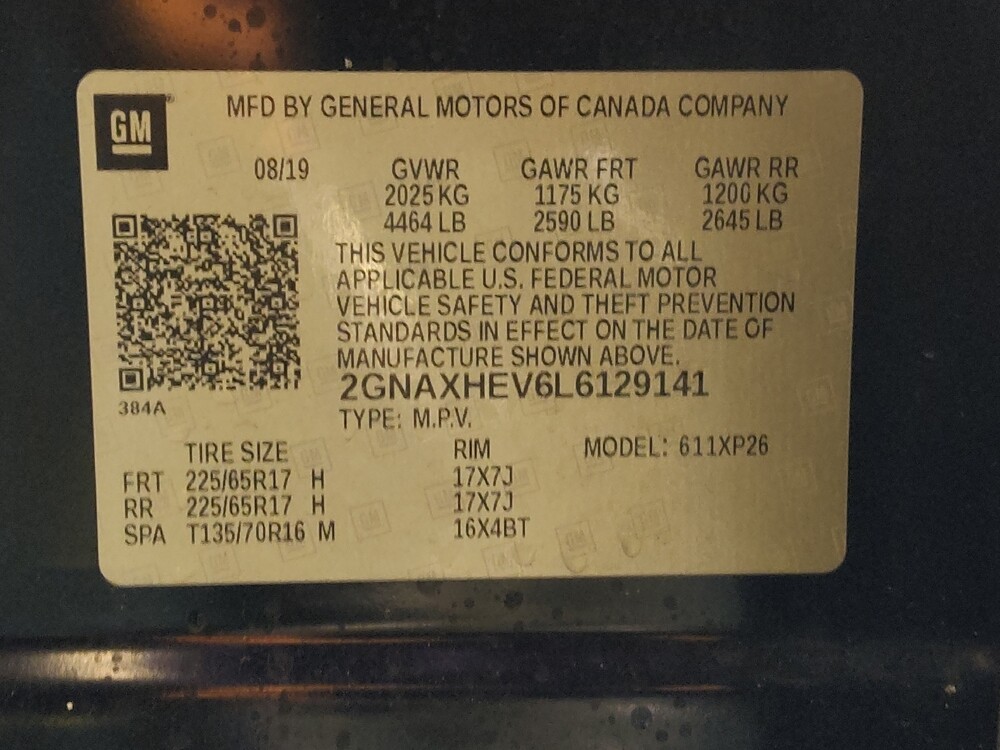 GM
MFD BY GENERAL MOTORS OF CANADA COMPANY
08/19 GVWR GAWR FRT GAWR RR
2025 KG 1175 KG 1200 KG
4464 LB 2590 LB 2645 LB
THIS VEHICLE CONFORMS TO ALL
APPLICABLE U.S. FEDERAL MOTOR
VEHICLE SAFETY AND THEFT PREVENTION
STANDARDS IN EFFECT ON THE DATE OF
MANUFACTURE SHOWN ABOVE.
2GNAXHEV6L6129141
384A
TYPE: M.P.V.
TIRE SIZE RIM MODEL: 611XP26
FRT 225/65R17 H 17X7J
RR 225/65R17 H 17X7J
SPA T135/70R16 M 16X4BT